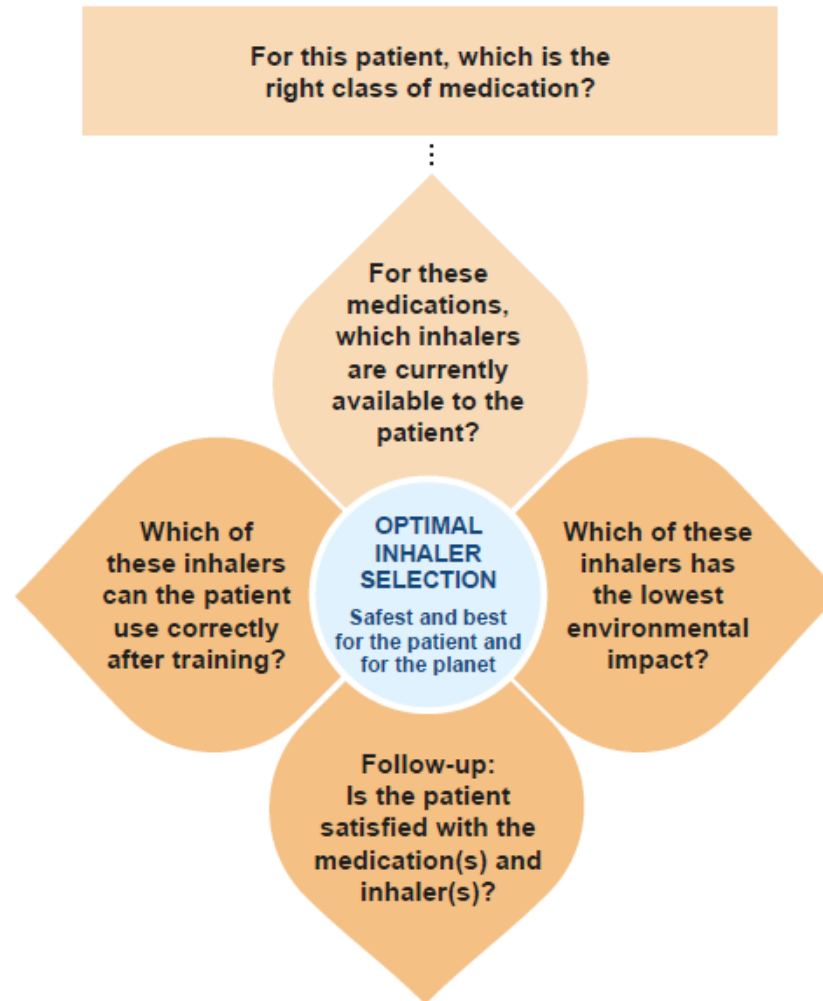 For this patient, which is the
right class of medication?
For these
medications,
which inhalers
are currently
available to the
patient?
Which of
these inhalers
can the patient
use correctly
after training?
OPTIMAL
INHALER
SELECTION
Safest and best
for the patient and
for the planet
Which of these
inhalers has
the lowest
environmental
impact?
Follow-up:
Is the patient
satisfied with the
medication(s) and
inhaler(s)?